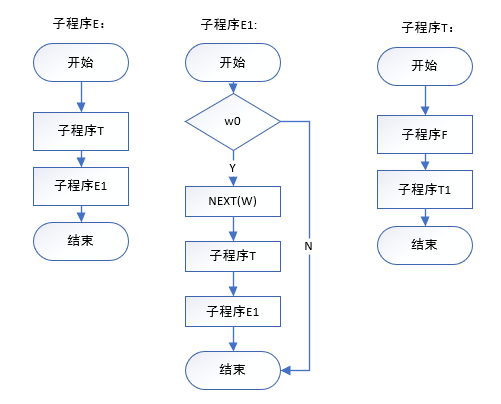 子程序E：
开始
子程序T
子程序E1
结束
子程序E1:
开始
w0
Y
N
NEXT(W)
子程序T
子程序E1
结束
子程序T：
开始
子程序F
子程序T1
结束